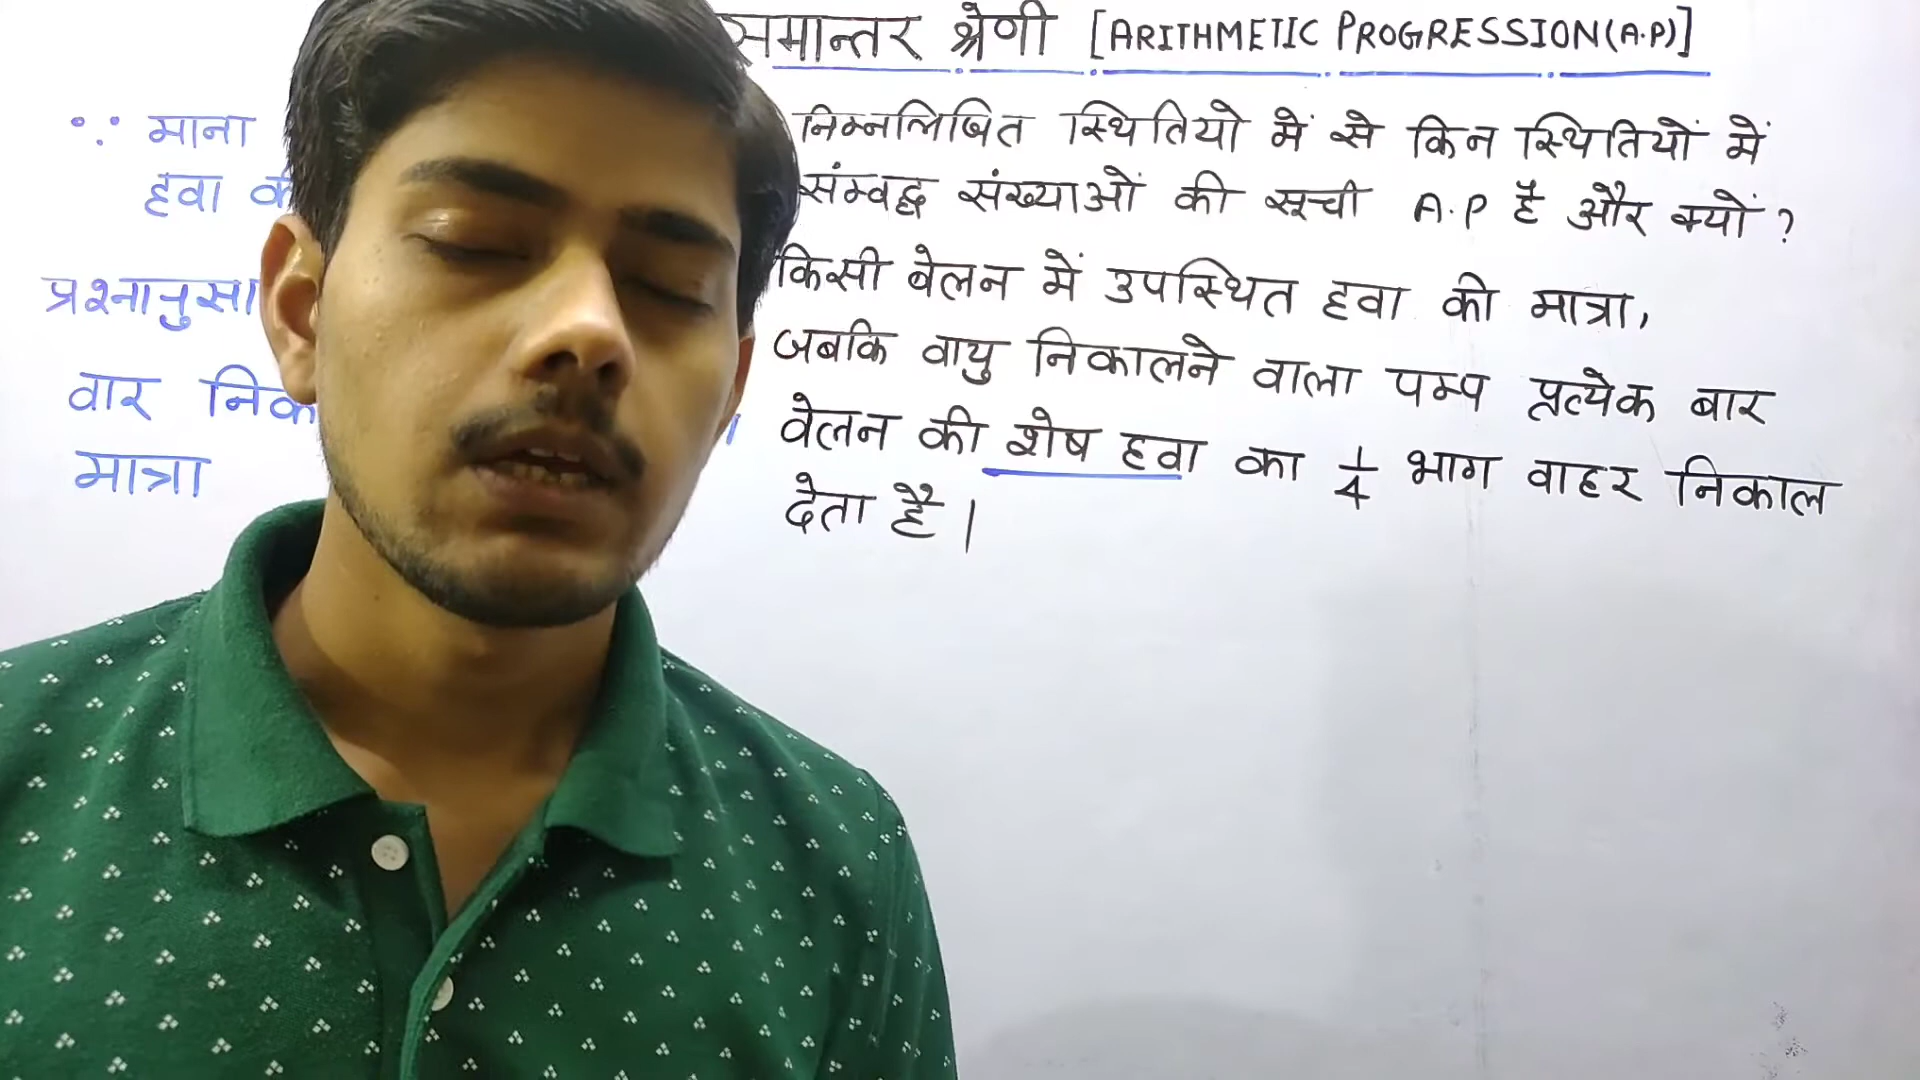 समान्तर श्रेणी [ARITHMETIC PROGRESSION(A.P)]
∵ माना
हवा
प्रश्नानुसा
वार निक
मात्रा
निम्नलिखित स्थितियो में से किन स्थितियों में
संम्वद्ध संख्याओं की सूची A.P है और क्यों ?
किसी बेलन में उपस्थित हवा की मात्रा,
जबकि वायु निकालने वाला पम्प प्रत्येक बार
वेलन की शेष हवा का 1/4 भाग वाहर निकाल
देता है |